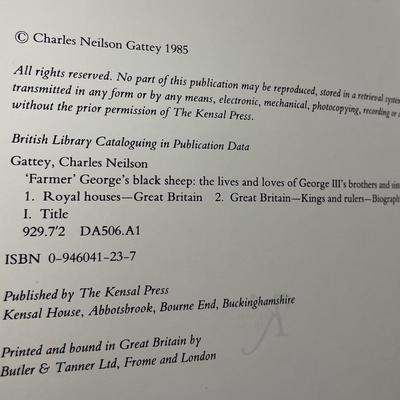 © Charles Neilson Gattey 1985
All rights reserved. No part of this publication may be reproduced, stored in a retrieval system
transmitted in any form or by any means, electronic, mechanical, photocopying, recording or
without the prior permission of The Kensal Press.
British Library Cataloguing in Publication Data
Gattey, Charles Neilson
'Farmer' George's black sheep: the lives and loves of George III's brothers and
1. Royal houses—Great Britain 2. Great Britain—Kings and rulers—Biograph
I. Title
929.7'2 DA506.A1
ISBN 0-946041-23-7
Published by The Kensal Press
Kensal House, Abbotsbrook, Bourne End, Buckinghamshire
Printed and bound in Great Britain by
Butler & Tanner Ltd, Frome and London